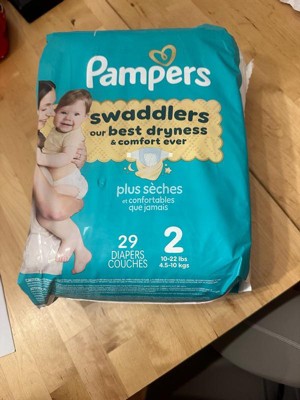 Pampers
swaddlers
our best dryness
& comfort ever
plus sèches
et confortables
que jamais
29
DIAPERS
COUCHES
2
10-22 lbs
4.5-10 kgs